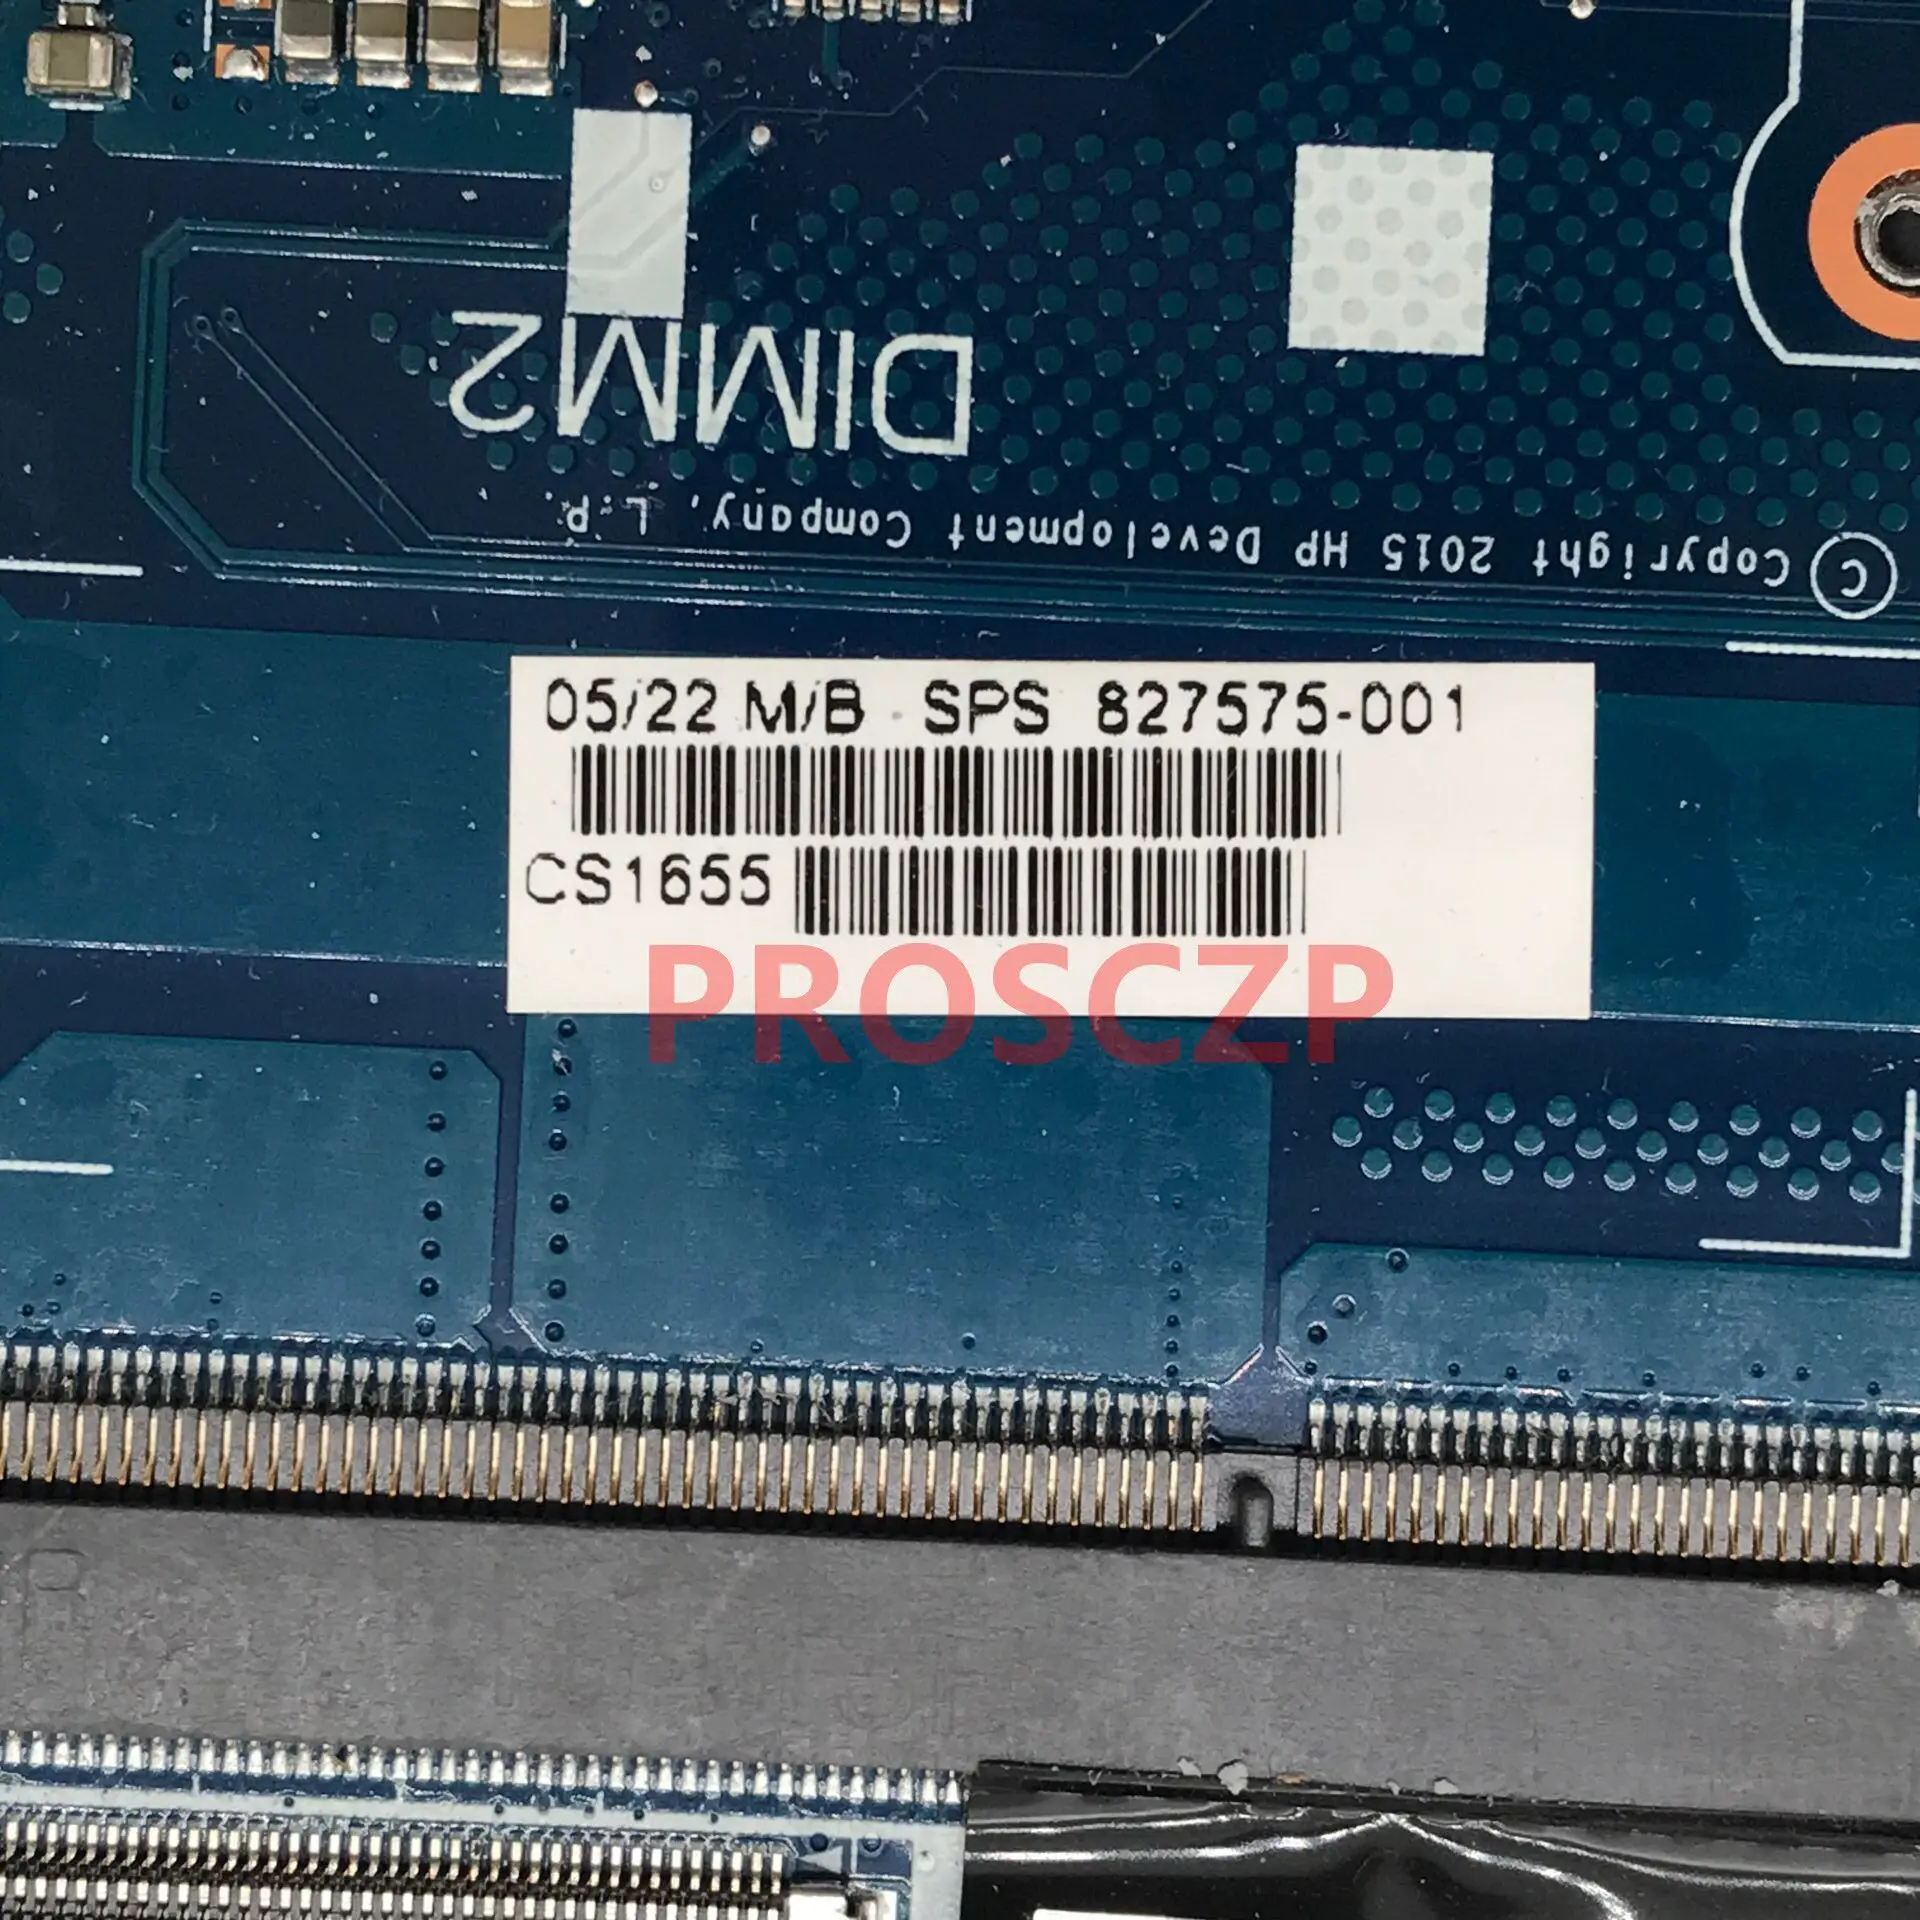 DIMM2
© Copyright 2015 HP Development Company, L.P.
05/22 M/B SPS 827575-001
CS1655
PROSCZP